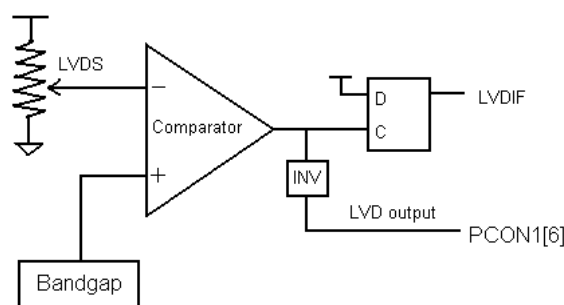 LVDS
−
Comparator
+
D
C
LVDIF
INV
LVD output
PCON1[6]
Bandgap